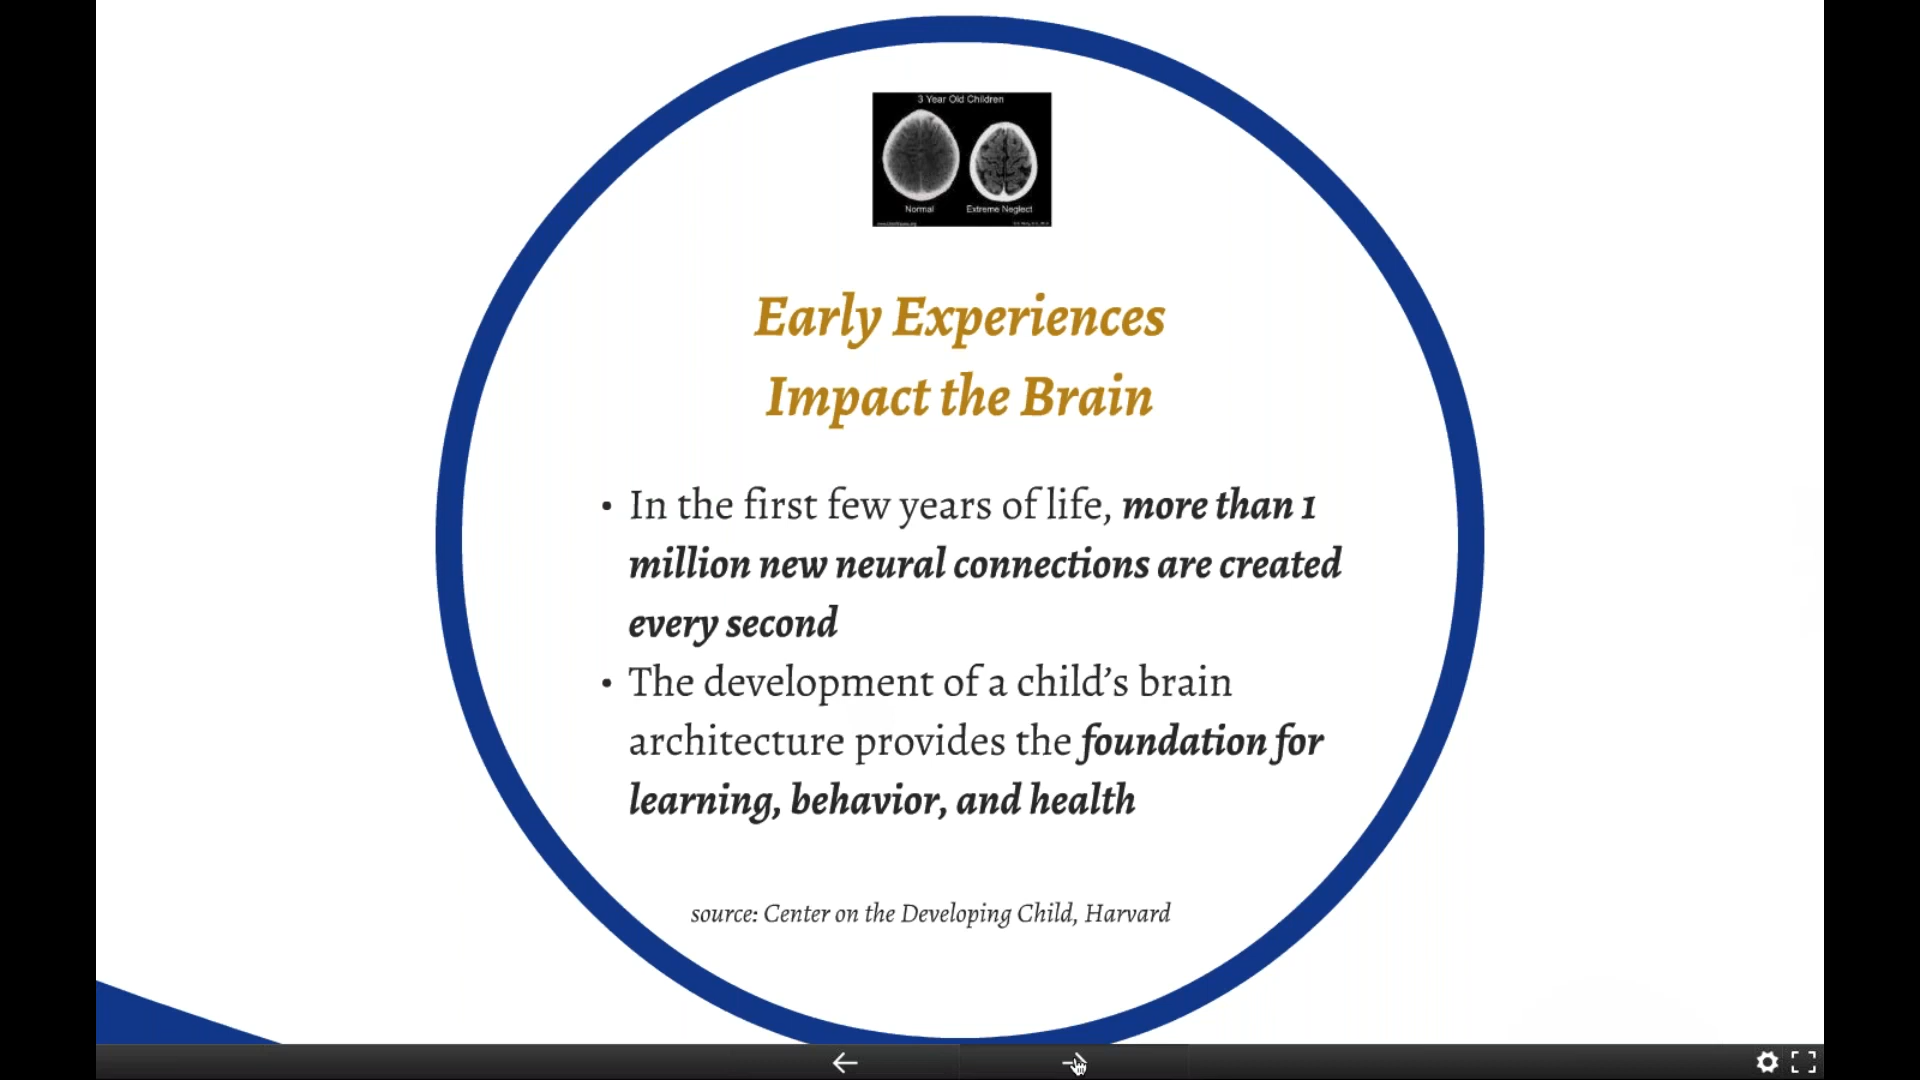 3 Year Old Children
Normal Extreme Neglect
Early Experiences
Impact the Brain
• In the first few years of life, more than 1
million new neural connections are created
every second
• The development of a child’s brain
architecture provides the foundation for
learning, behavior, and health
source: Center on the Developing Child, Harvard